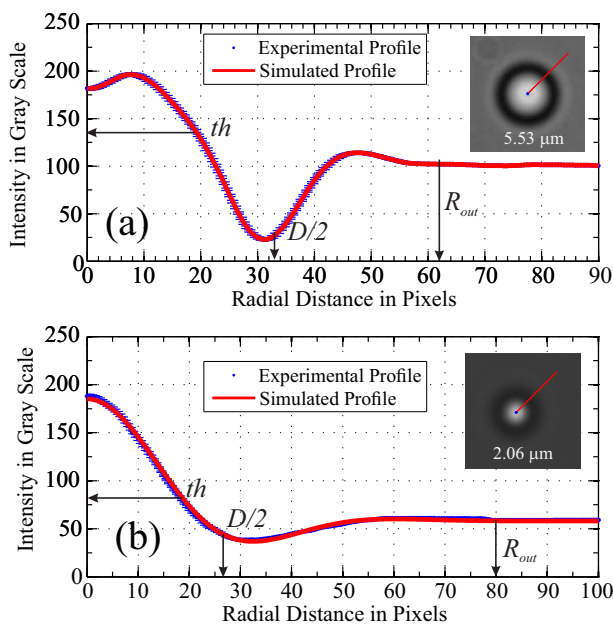 250
200
150
100
50
0
Intensity in Gray Scale
Experimental Profile
Simulated Profile
5.53 μm
th
D/2
R_out
(a)
0 10 20 30 40 50 60 70 80 90
Radial Distance in Pixels
250
200
150
100
50
0
Intensity in Gray Scale
Experimental Profile
Simulated Profile
2.06 μm
th
D/2
R_out
(b)
0 10 20 30 40 50 60 70 80 90 100
Radial Distance in Pixels